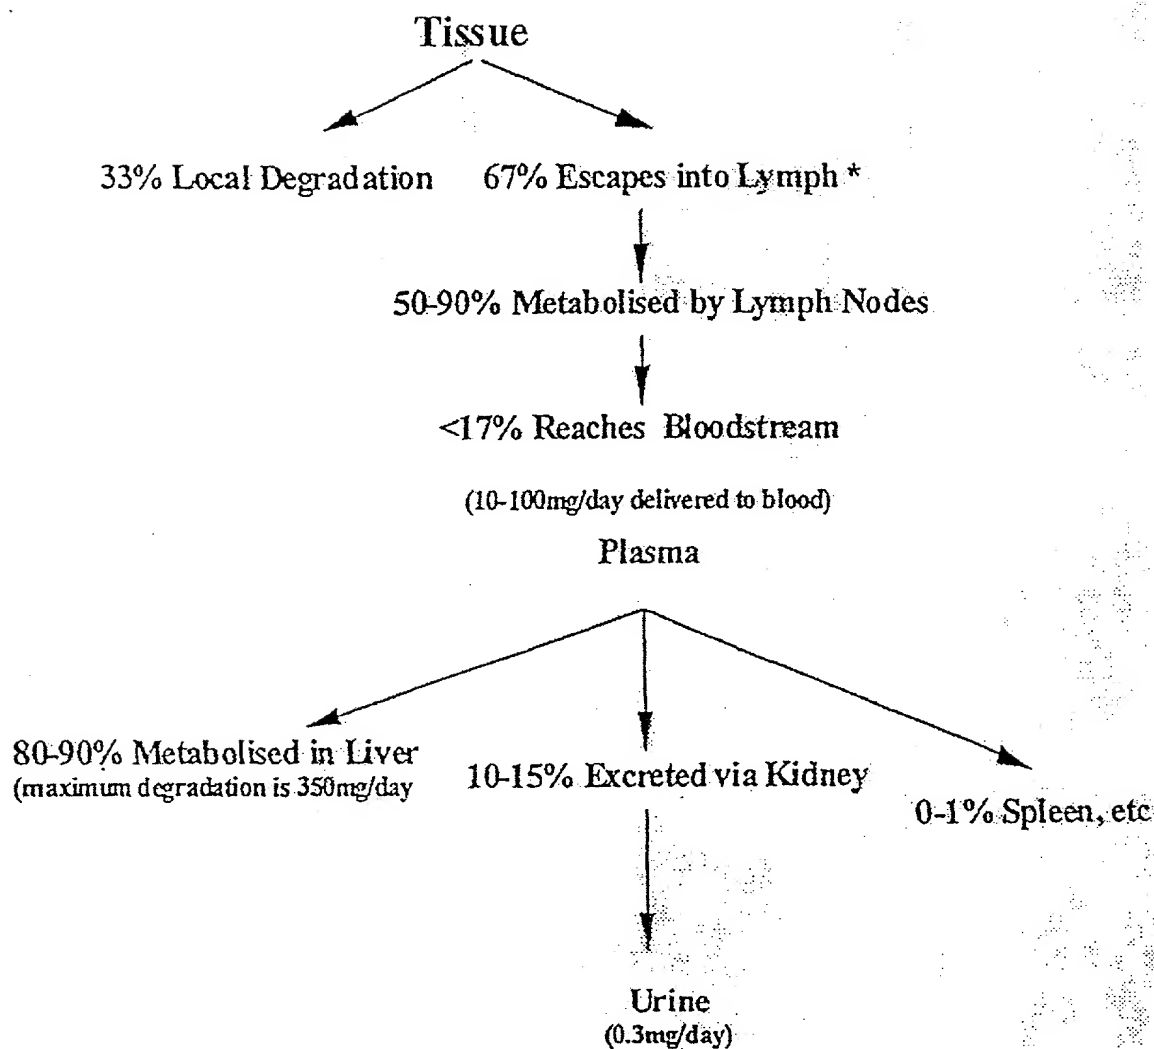 Tissue
33% Local Degradation
67% Escapes into Lymph *
50-90% Metabolised by Lymph Nodes
<17% Reaches Bloodstream
(10-100mg/day delivered to blood)
Plasma
80-90% Metabolised in Liver
(maximum degradation is 350mg/day
10-15% Excreted via Kidney
0-1% Spleen, etc
Urine
(0.3mg/day)